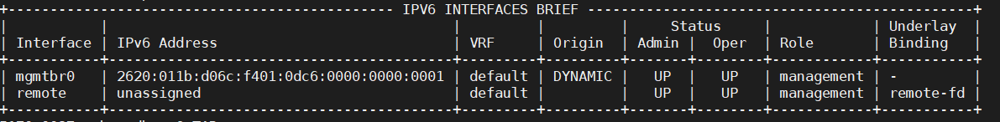 IPV6 INTERFACES BRIEF
Status Underlay
Interface IPv6 Address VRF Origin Admin Oper Role Binding
mgmtbr0 2620:011b:d06c:f401:0dc6:0000:0000:0001 default DYNAMIC UP UP management -
remote unassigned default UP UP management remote-fd